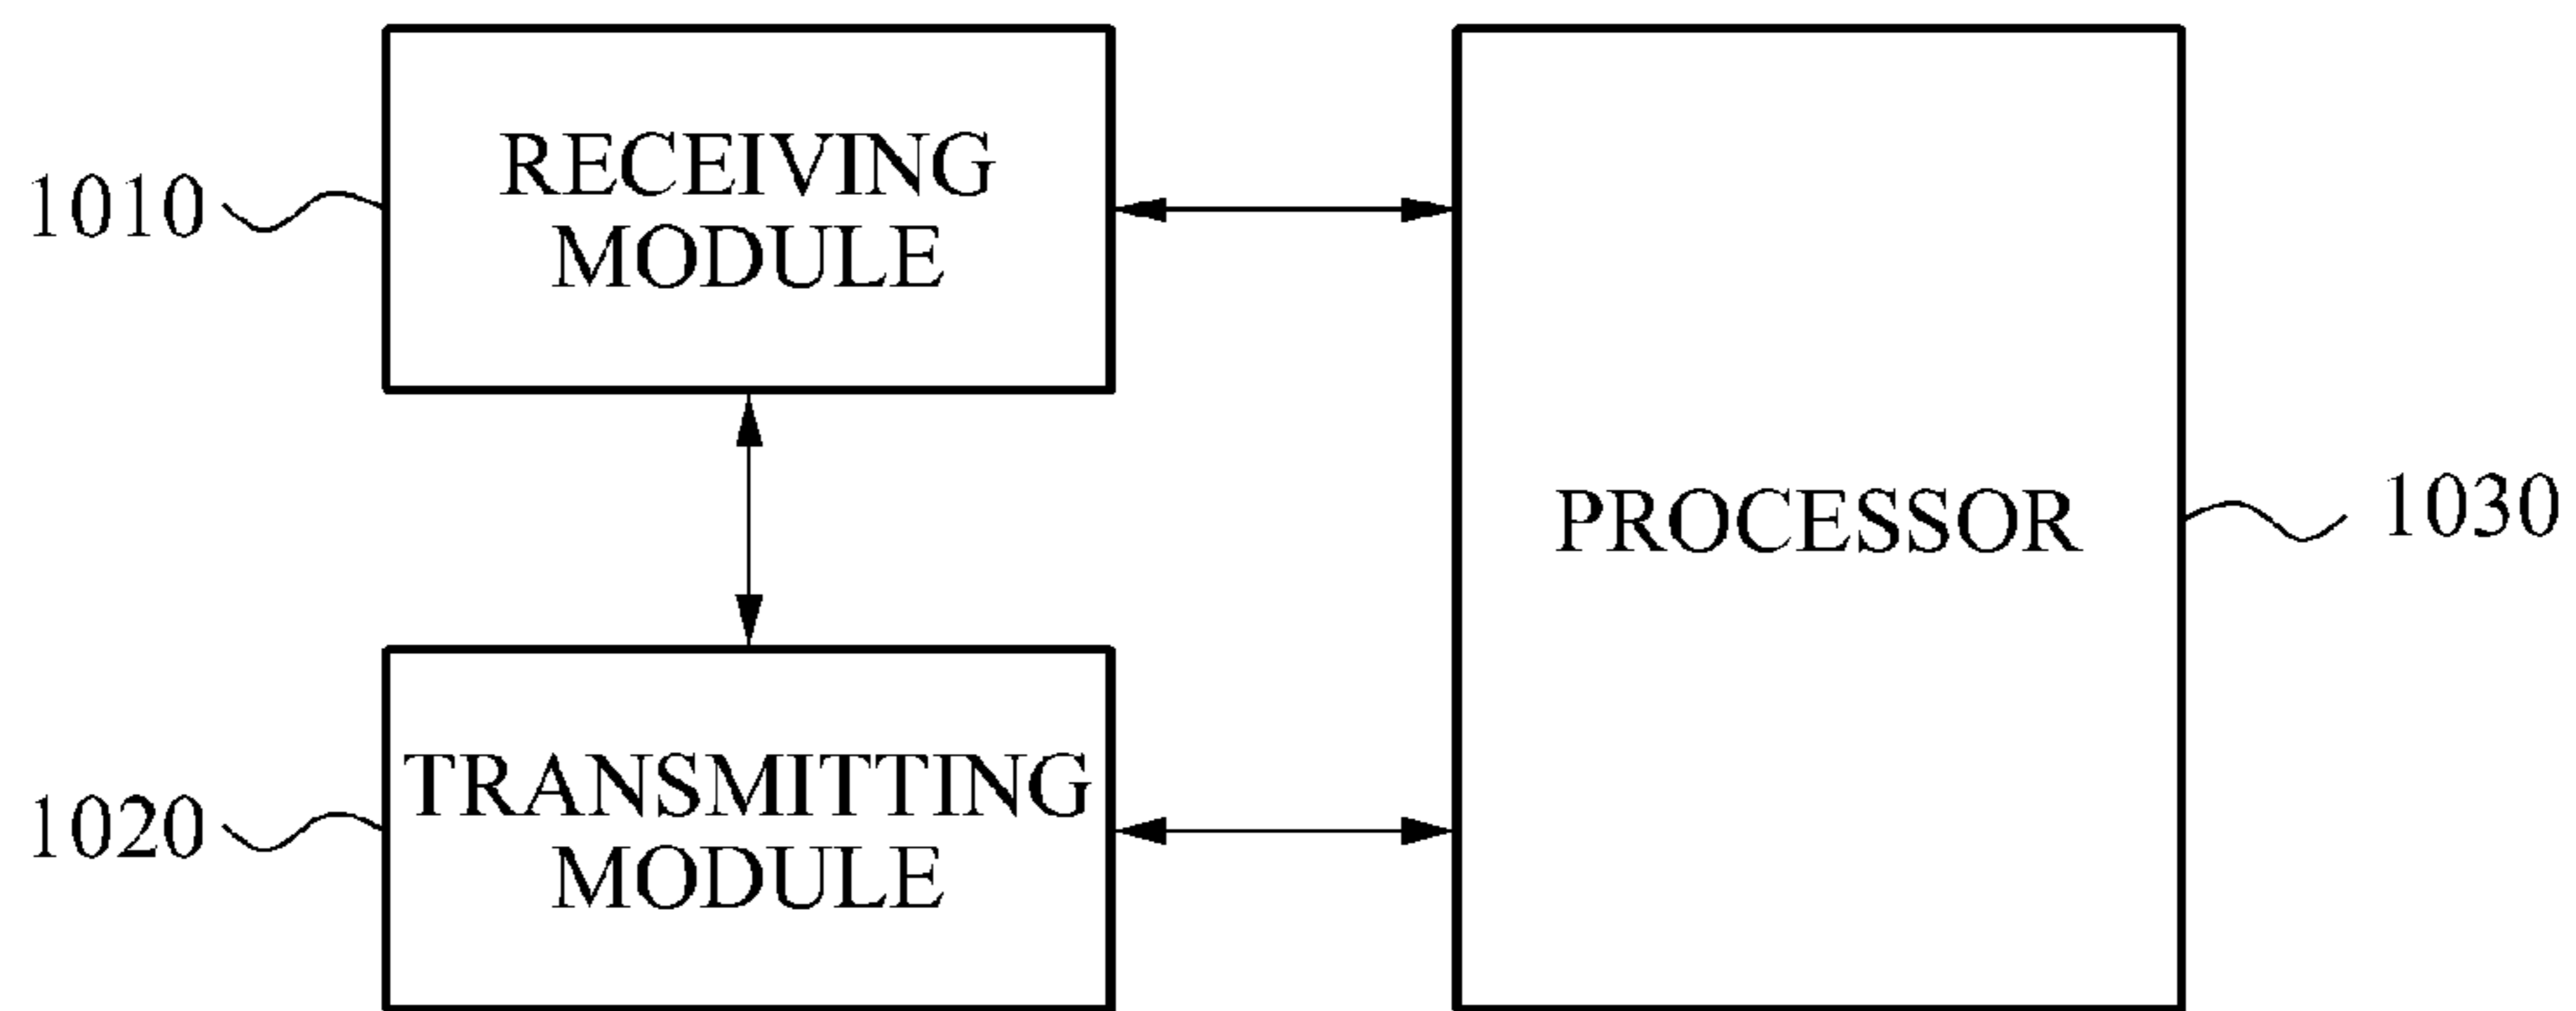 1010
RECEIVING
MODULE
1020
TRANSMITTING
MODULE
PROCESSOR
1030